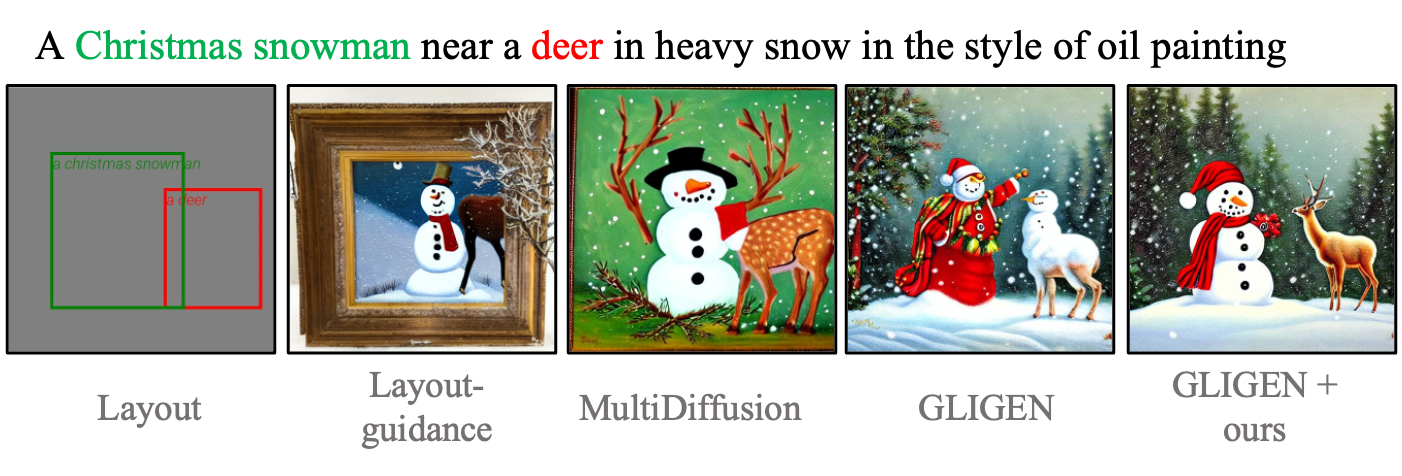 A Christmas snowman near a deer in heavy snow in the style of oil painting
a christmas snowman
a deer
Layout
Layout-
guidance
MultiDiffusion
GLIGEN
GLIGEN +
ours